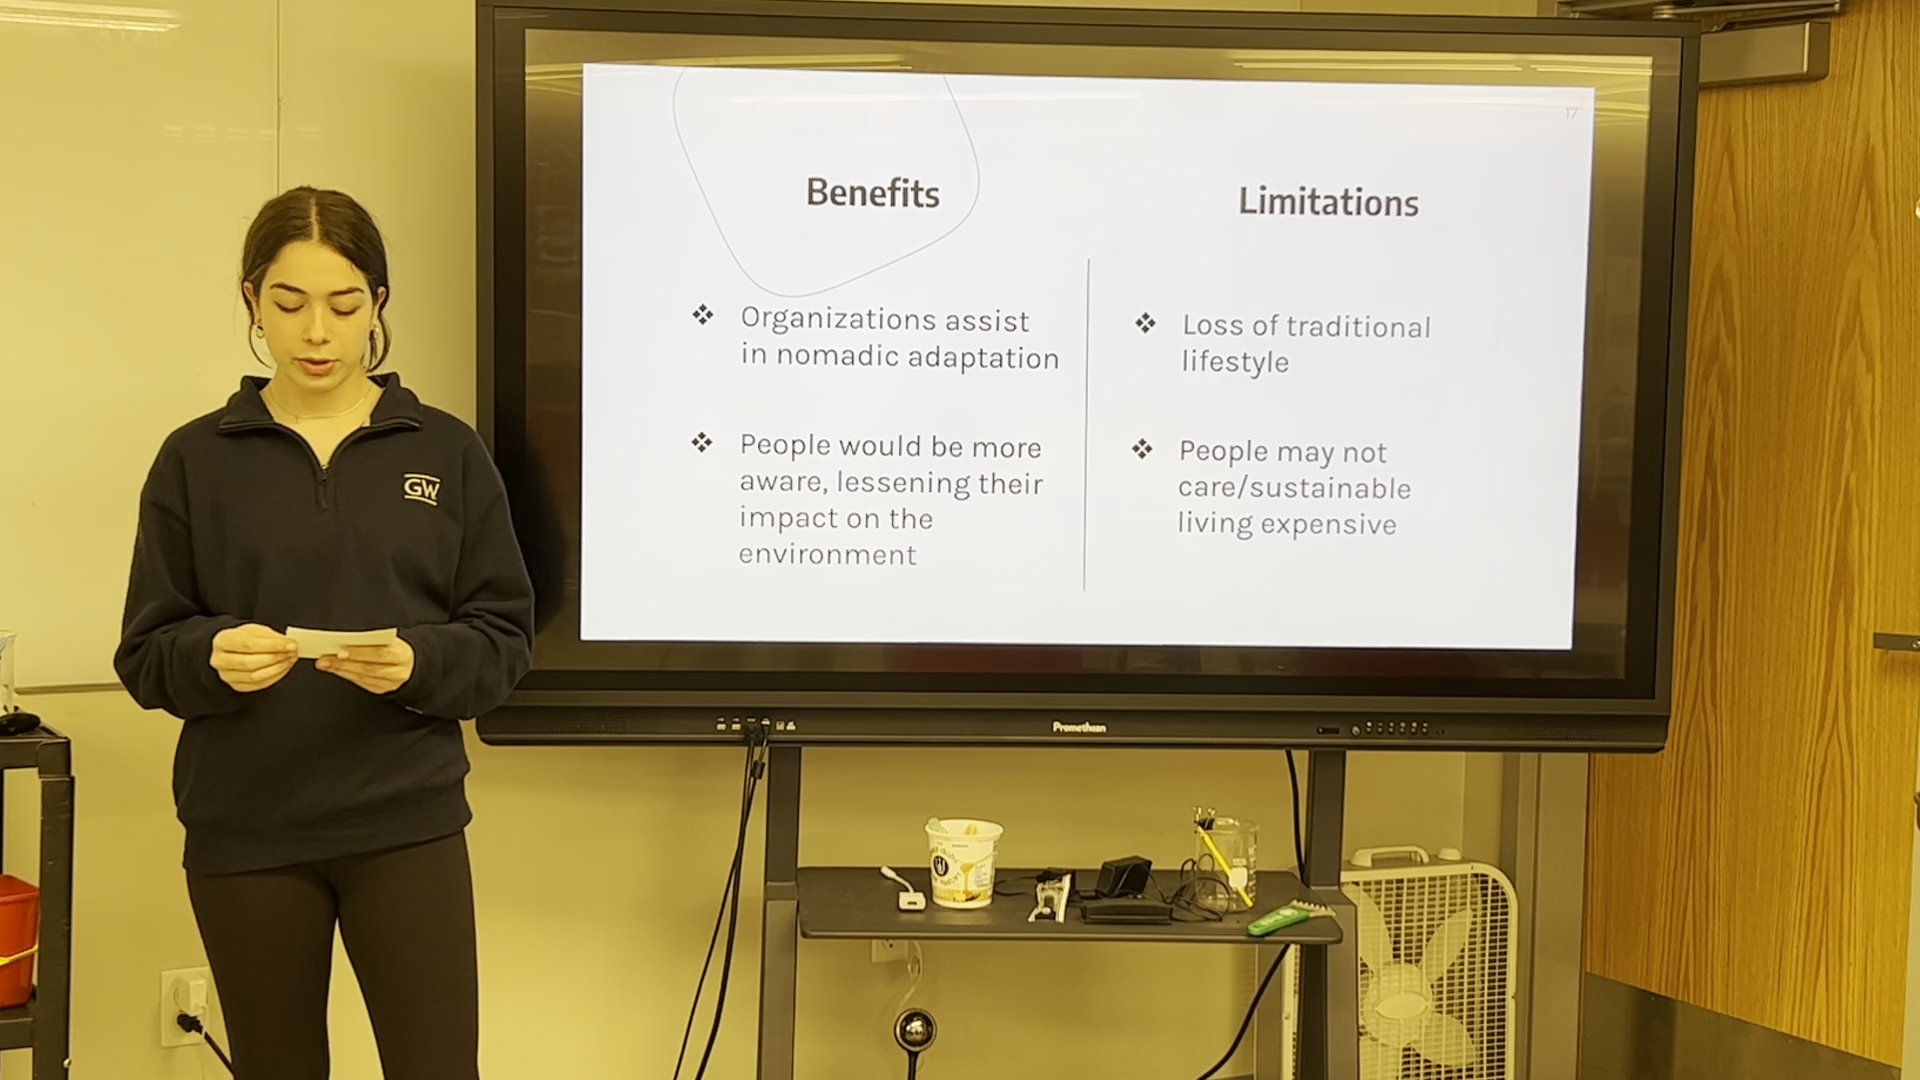 17
Benefits
Limitations
Organizations assist
in nomadic adaptation
People would be more
aware, lessening their
impact on the
environment
Loss of traditional
lifestyle
People may not
care/sustainable
living expensive
GW
Promethean